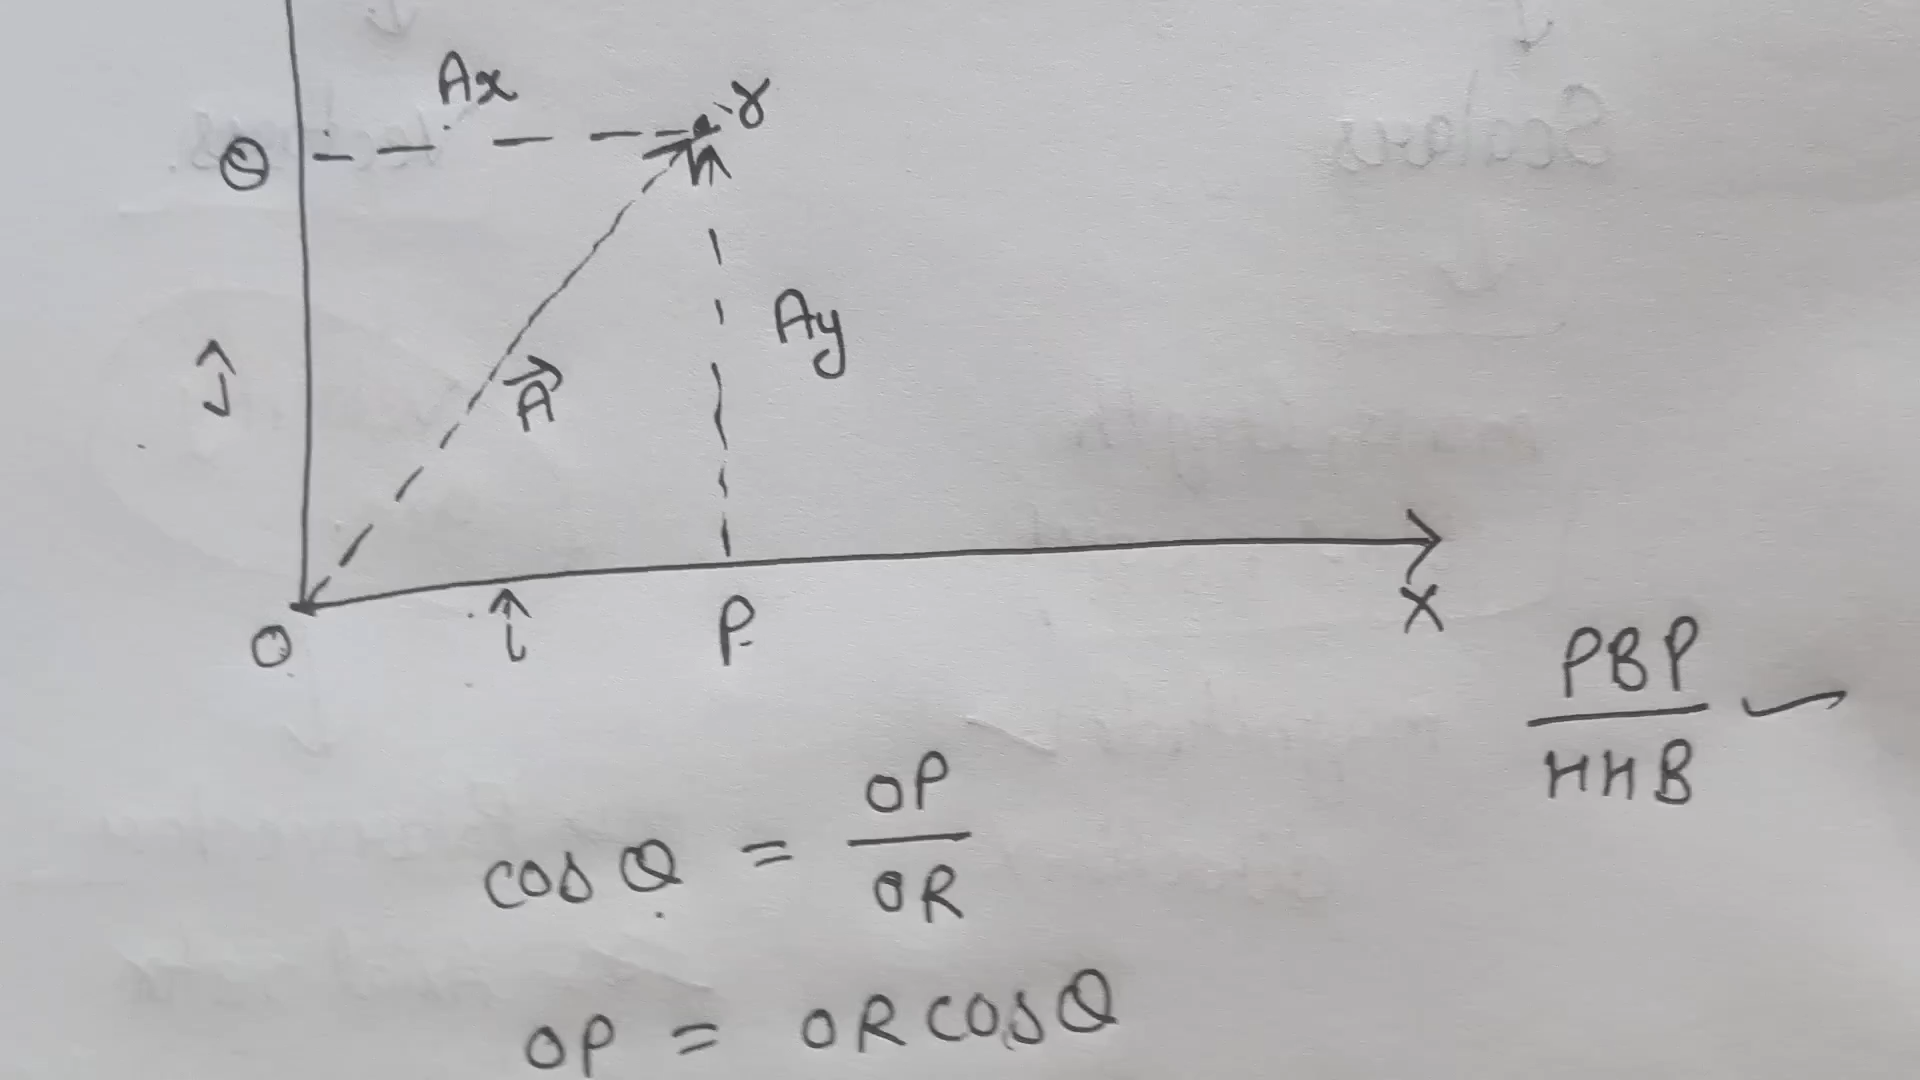 Ax
r
Q
Ay
ĵ
A⃗
O
î
P
X
PBP
HHB
cos θ = OP/OR
OP = OR cos θ